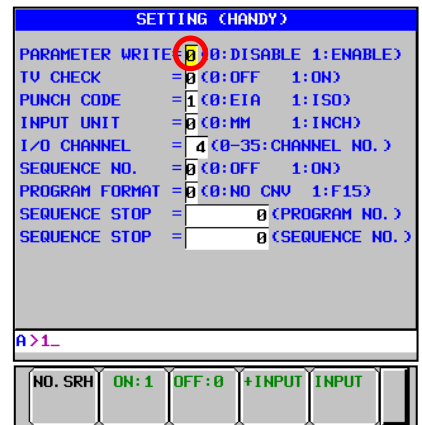 SETTING (HANDY)
PARAMETER WRITE=0(0:DISABLE 1:ENABLE)
TV CHECK =0(0:OFF 1:ON)
PUNCH CODE =1(0:EIA 1:ISO)
INPUT UNIT =0(0:MM 1:INCH)
I/O CHANNEL = 4(0-35:CHANNEL NO.)
SEQUENCE NO. =0(0:OFF 1:ON)
PROGRAM FORMAT =0(0:NO CNV 1:F15)
SEQUENCE STOP = 0(PROGRAM NO.)
SEQUENCE STOP = 0(SEQUENCE NO.)
A>1_
NO.SRH ON:1 OFF:0 +INPUT INPUT